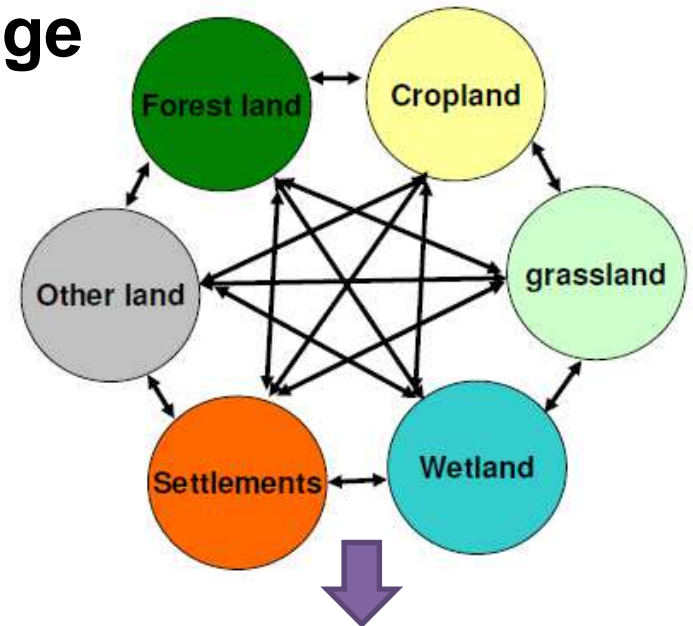 ge
Forest land
Cropland
Other land
grassland
Settlements
Wetland